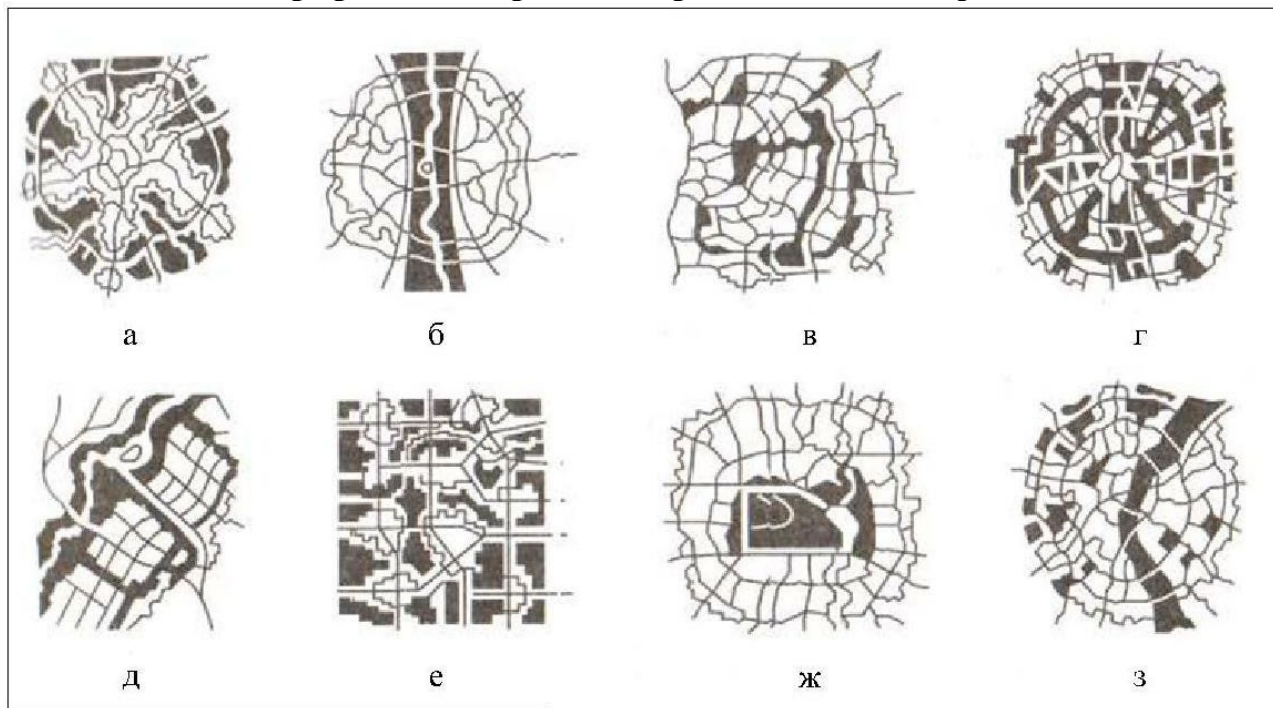 а б в г
д е ж з